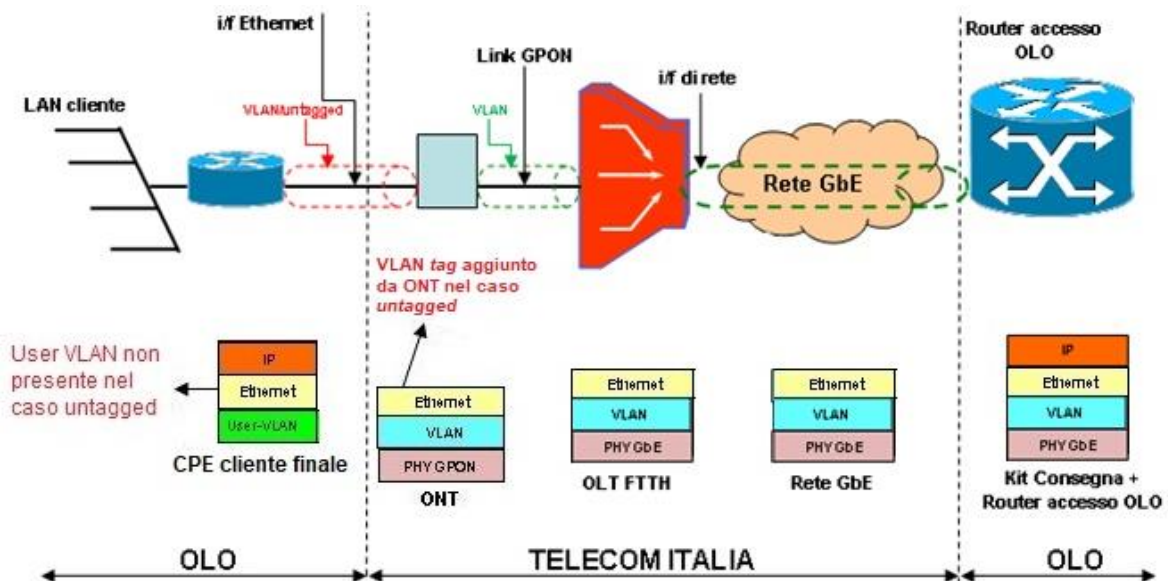 i/f Ethernet
Router accesso
OLO
Link GPON
i/f di rete
LAN cliente
VLAN/untagged
VLAN
Rete GbE
VLAN tag aggiunto
da ONT nel caso
untagged
User VLAN non
presente nel
caso untagged
IP
Ethernet
User-VLAN
CPE cliente finale
Ethernet
VLAN
PHY GPON
ONT
Ethernet
VLAN
PHY GbE
OLT FTTH
Ethernet
VLAN
PHY GbE
Rete GbE
IP
Ethernet
VLAN
PHY GbE
Kit Consegna +
Router accesso OLO
OLO
TELECOM ITALIA
OLO